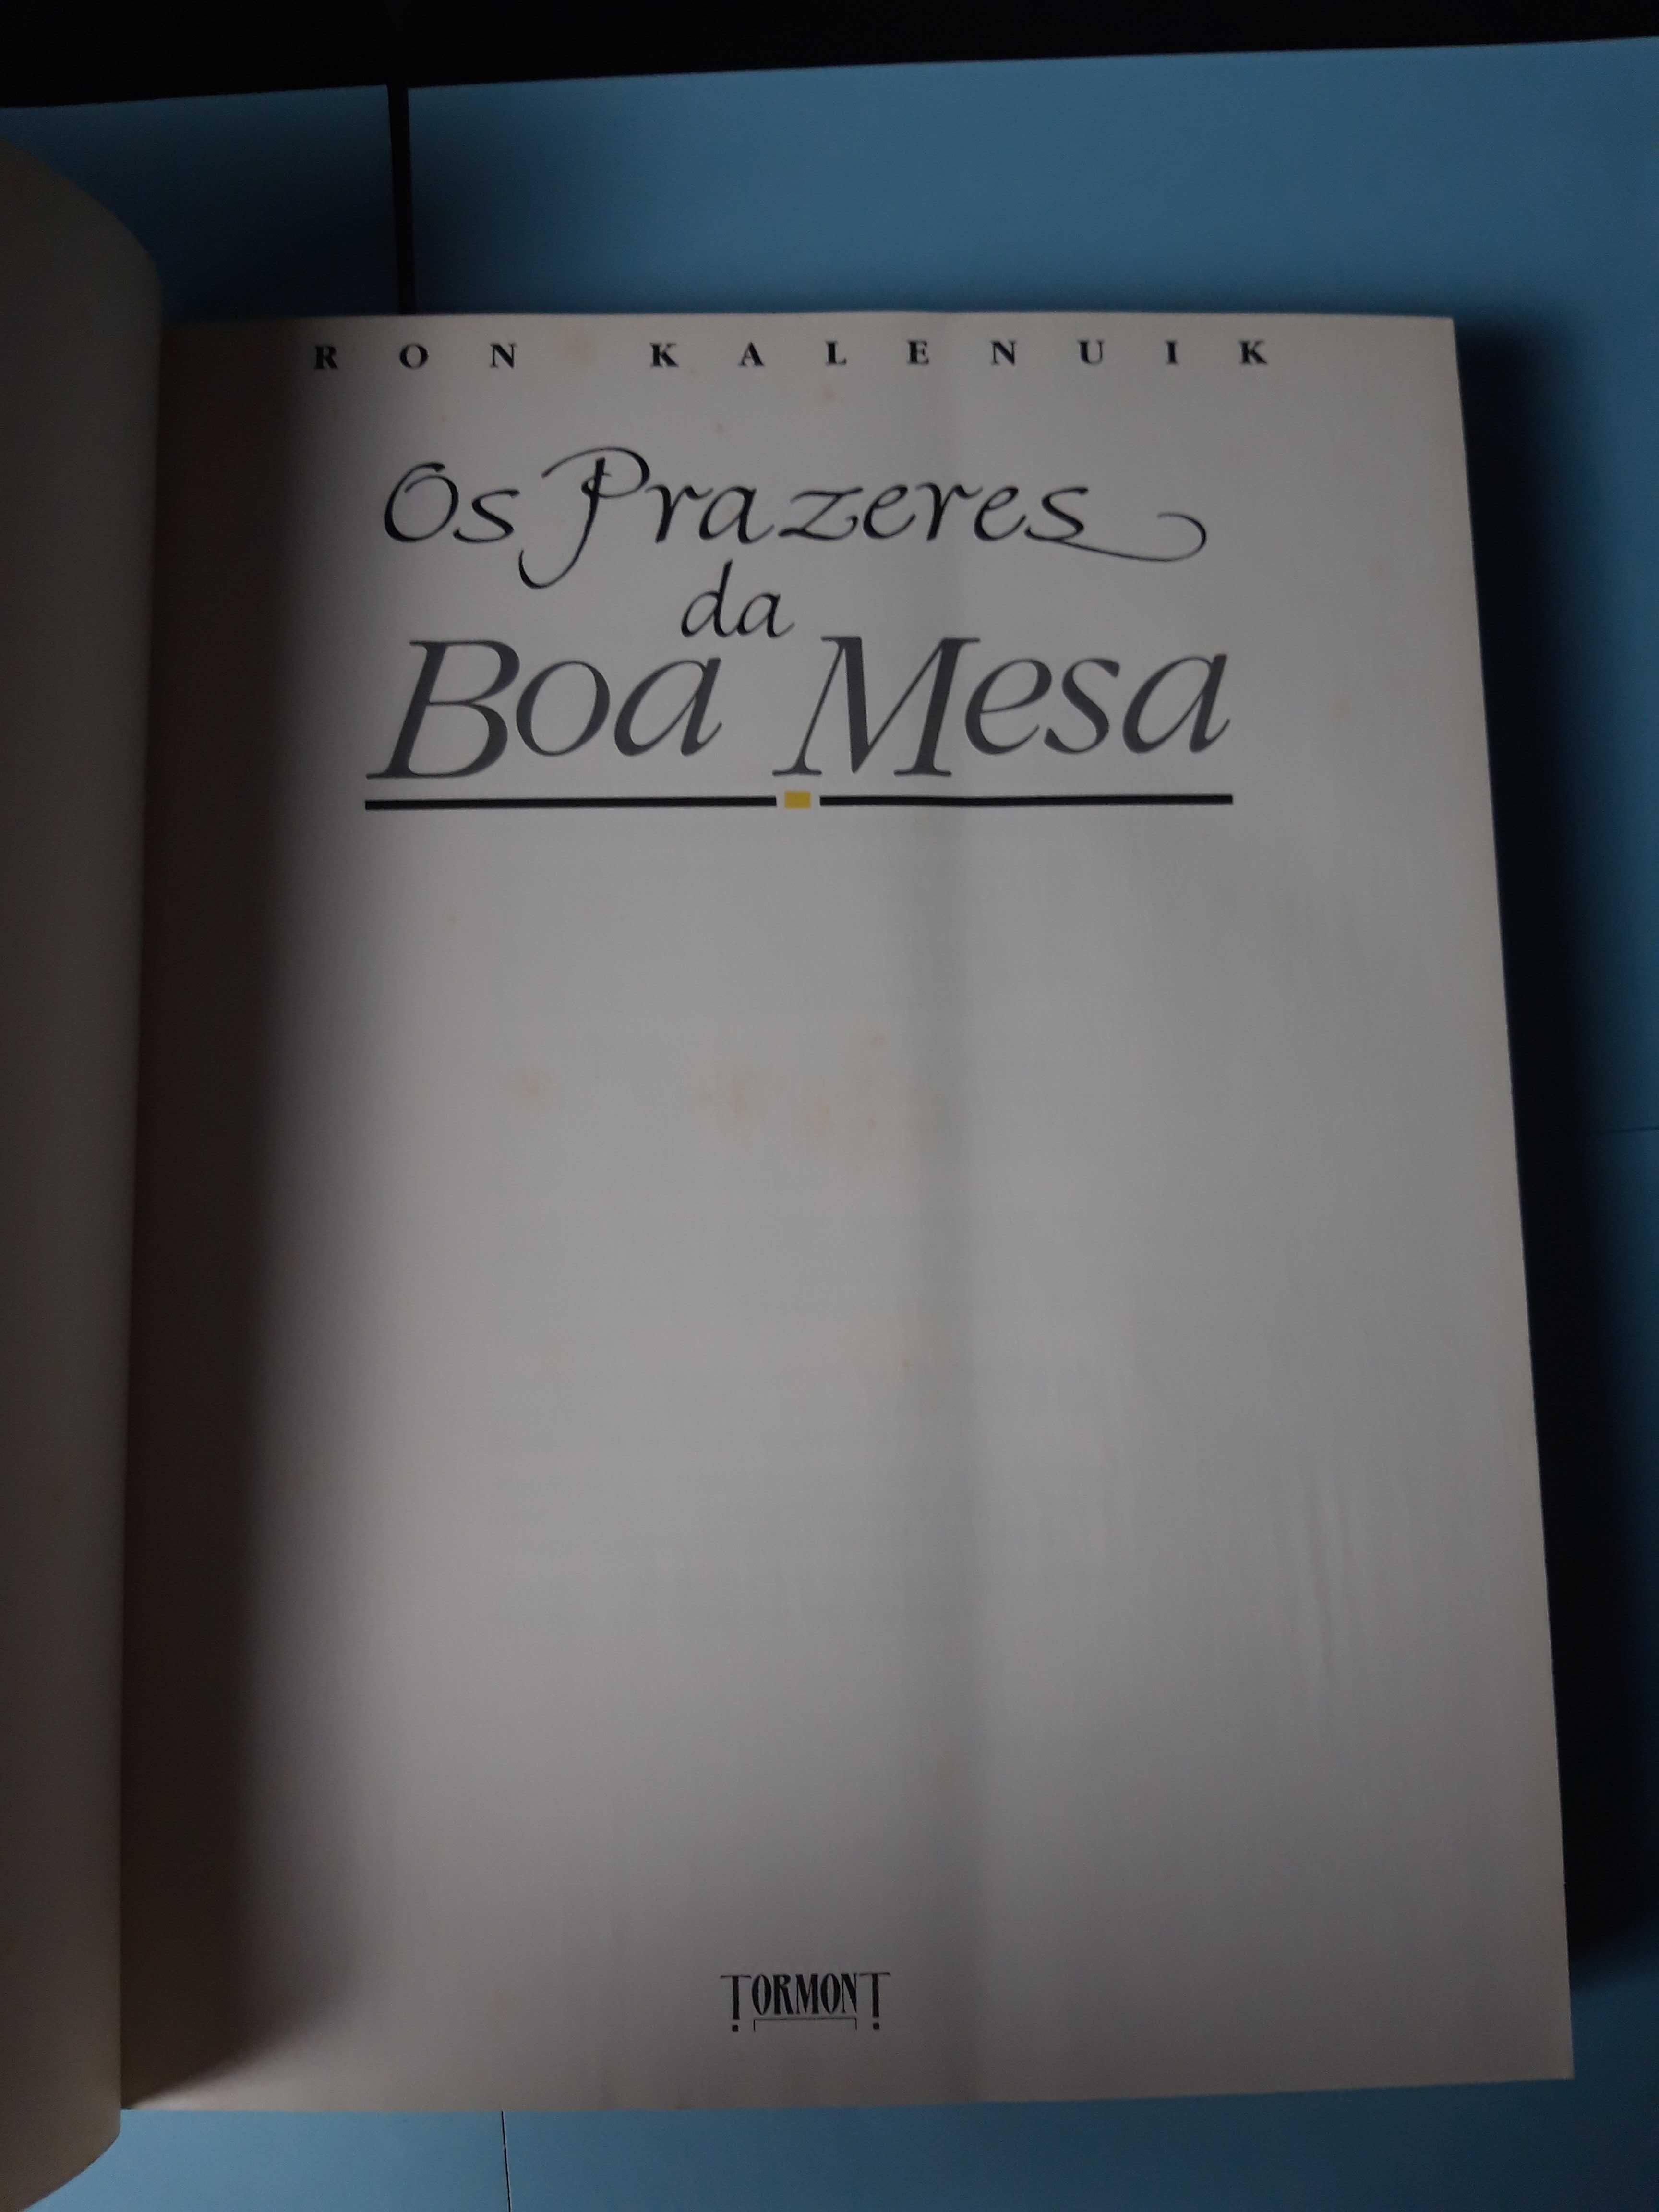 RON KALENUIK
Os Prazeres
da
Boa Mesa
TORMONT